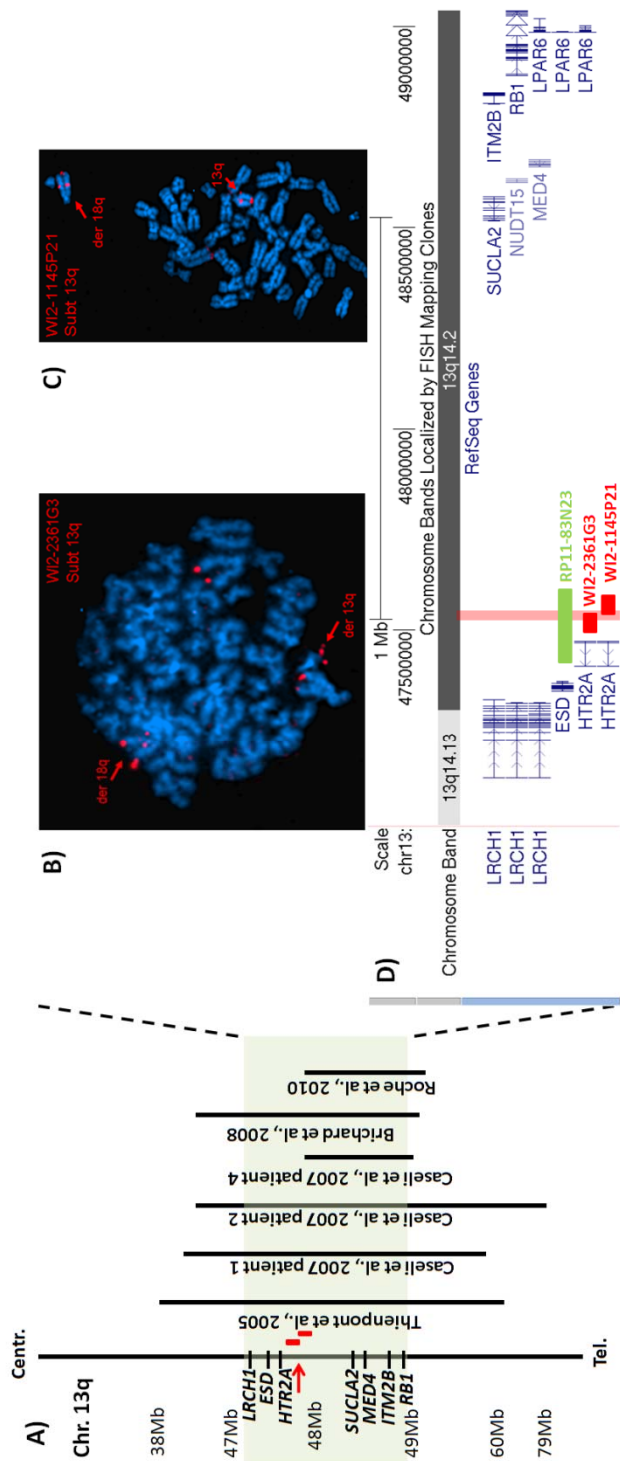 A)
Chr. 13q
Centr.
38Mb
47Mb
48Mb
49Mb
60Mb
79Mb
LRCH1
ESD
HTR2A
SUCLA2
MED4
ITM2B
RB1
Tel.
Thienpont et al., 2005
Caseli et al., 2007 patient 1
Caseli et al., 2007 patient 2
Caseli et al., 2007 patient 4
Brichard et al., 2008
Roche et al., 2010
B)
WI2-2361G3
Subt 13q
der 18q
der 13q
C)
WI2-1145P21
Subt 13q
der 18q
13q
D)
Scale
1 Mb
chr13:
47500000
48000000
48500000
49000000
Chromosome Bands Localized by FISH Mapping Clones
Chromosome Band
13q14.13
13q14.2
RefSeq Genes
LRCH1
LRCH1
LRCH1
ESD
HTR2A
HTR2A
RP11-83N23
WI2-2361G3
WI2-1145P21
SUCLA2
NUDT15
MED4
ITM2B
RB1
LPAR6
LPAR6
LPAR6